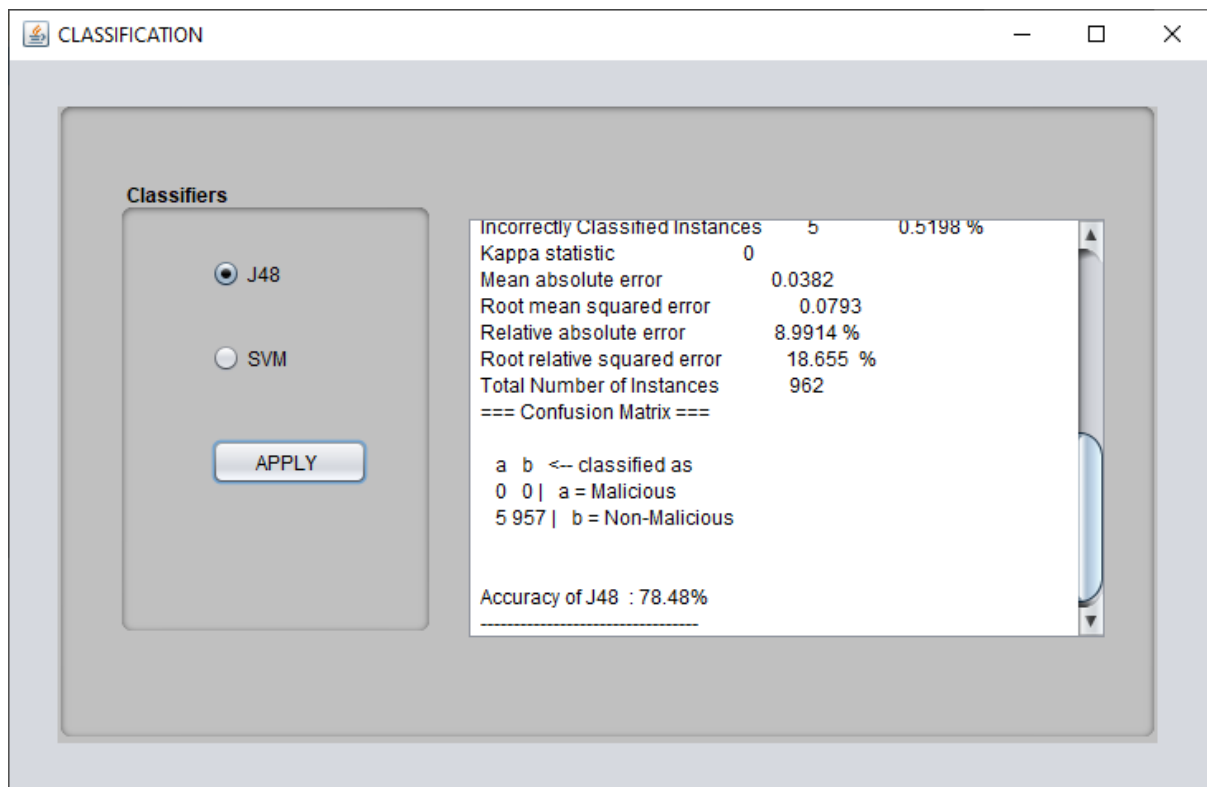 CLASSIFICATION
Classifiers
J48
SVM
APPLY
Incorrectly Classified Instances 5 0.5198 %
Kappa statistic 0
Mean absolute error 0.0382
Root mean squared error 0.0793
Relative absolute error 8.9914 %
Root relative squared error 18.655 %
Total Number of Instances 962
=== Confusion Matrix ===
a b <-- classified as
0 0 | a = Malicious
5 957 | b = Non-Malicious
Accuracy of J48 : 78.48%
---------------------------------